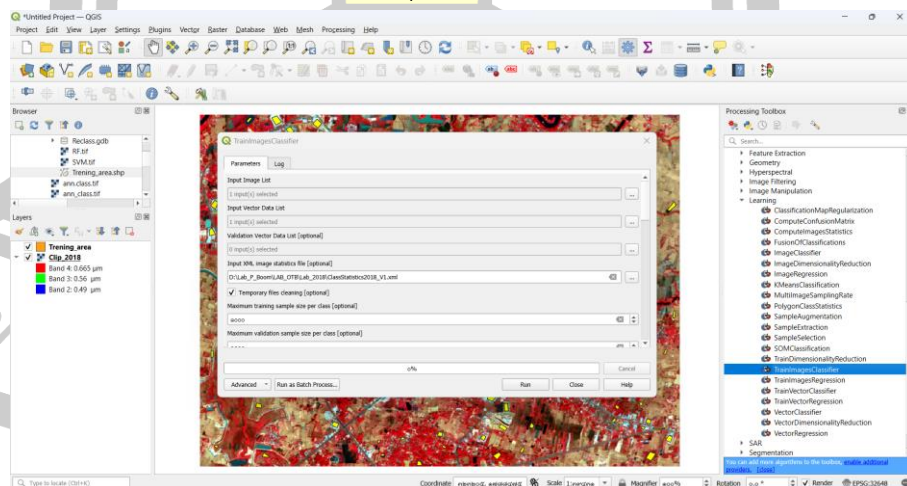 *Untitled Project — QGIS
Project Edit View Layer Settings Plugins Vector Raster Database Web Mesh Processing Help
Browser
Reclass.gdb
RF.tif
SVM.tif
Trening_area.shp
ann.class.tif
ann_class.tif
Layers
Trening_area
Clip_2018
Band 4: 0.665 µm
Band 3: 0.56 µm
Band 2: 0.49 µm
TrainImagesClassifier
Parameters Log
Input Image List
1 input(s) selected
Input Vector Data List
1 input(s) selected
Validation Vector Data List [optional]
0 input(s) selected
Input XML image statistics file [optional]
D:\Lab_P_Boom\LAB_OTB\Lab_2018\ClassStatistics2018_V1.xml
Temporary files cleaning [optional]
Maximum training sample size per class [optional]
Maximum validation sample size per class [optional]
Cancel
Advanced Run as Batch Process... Run Close Help
Processing Toolbox
Search...
Feature Extraction
Geometry
Hyperspectral
Image Filtering
Image Manipulation
Learning
ClassificationMapRegularization
ComputeConfusionMatrix
ComputeImagesStatistics
FusionOfClassifications
ImageClassifier
ImageDimensionalityReduction
ImageRegression
KMeansClassification
MultiImageSamplingRate
PolygonClassStatistics
SampleAugmentation
SampleExtraction
SampleSelection
SOMClassification
TrainDimensionalityReduction
TrainImagesClassifier
TrainImagesRegression
TrainVectorClassifier
TrainVectorRegression
VectorClassifier
VectorDimensionalityReduction
VectorRegression
SAR
Segmentation
You can add more algorithms to the toolbox, enable additional
providers. [close]
Type to locate (Ctrl+K) Coordinate Scale Magnifier Rotation Render EPSG:32648